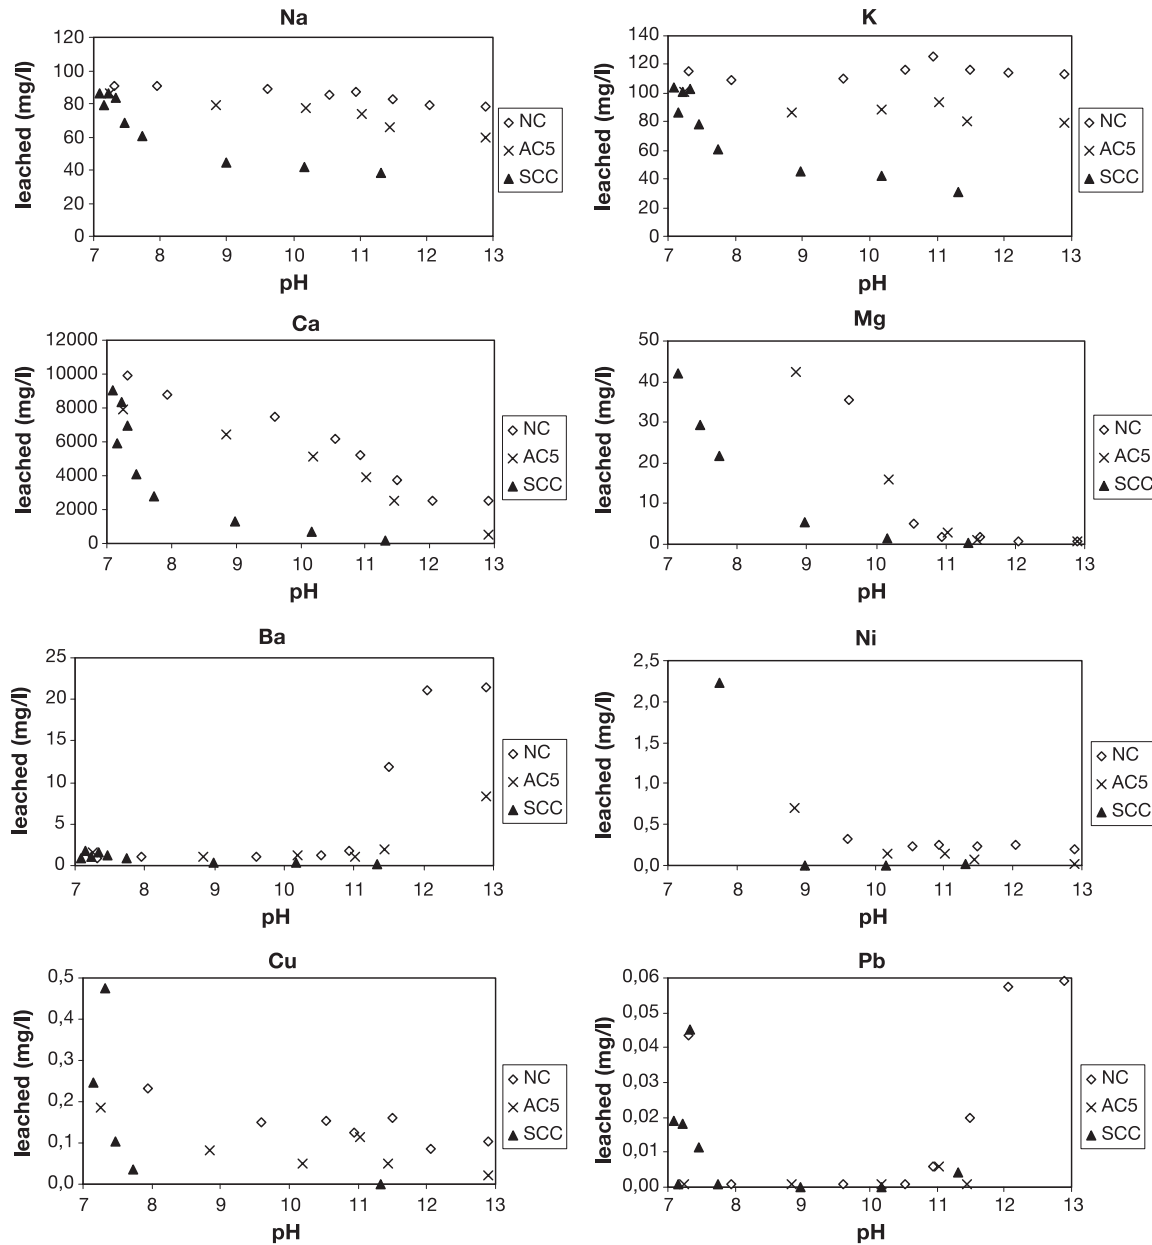 Na
leached (mg/l)
120
100
80
60
40
20
0
7 8 9 10 11 12 13
pH
NC
AC5
SCC
K
leached (mg/l)
140
120
100
80
60
40
20
0
7 8 9 10 11 12 13
pH
NC
AC5
SCC
Ca
leached (mg/l)
12000
10000
8000
6000
4000
2000
0
7 8 9 10 11 12 13
pH
NC
AC5
SCC
Mg
leached (mg/l)
50
40
30
20
10
0
7 8 9 10 11 12 13
pH
NC
AC5
SCC
Ba
leached (mg/l)
25
20
15
10
5
0
7 8 9 10 11 12 13
pH
NC
AC5
SCC
Ni
leached (mg/l)
2,5
2,0
1,5
1,0
0,5
0,0
7 8 9 10 11 12 13
pH
NC
AC5
SCC
Cu
leached (mg/l)
0,5
0,4
0,3
0,2
0,1
0,0
7 8 9 10 11 12 13
pH
NC
AC5
SCC
Pb
leached (mg/l)
0,06
0,05
0,04
0,03
0,02
0,01
0,00
7 8 9 10 11 12 13
pH
NC
AC5
SCC